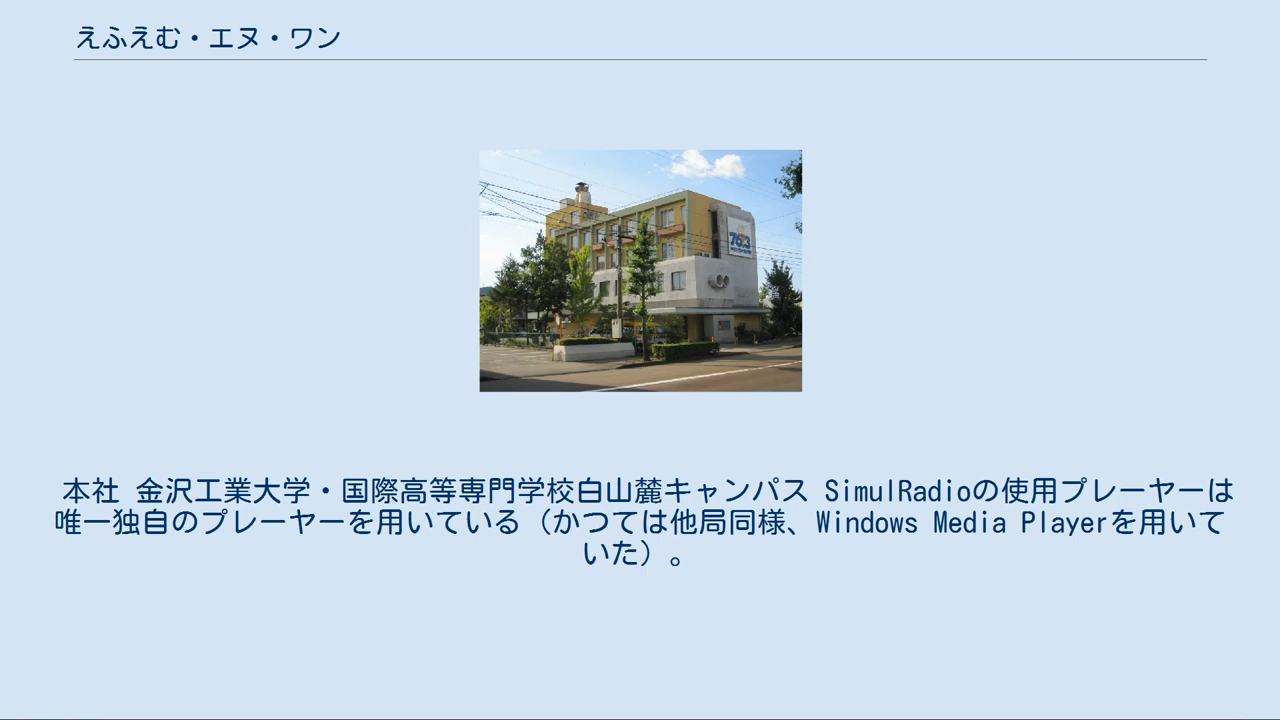 えふえむ・エヌ・ワン
76.3
本社 金沢工業大学・国際高等専門学校白山麓キャンパス SimulRadioの使用プレーヤーは
唯一独自のプレーヤーを用いている（かつては他局同様、Windows Media Playerを用いて
いた）。